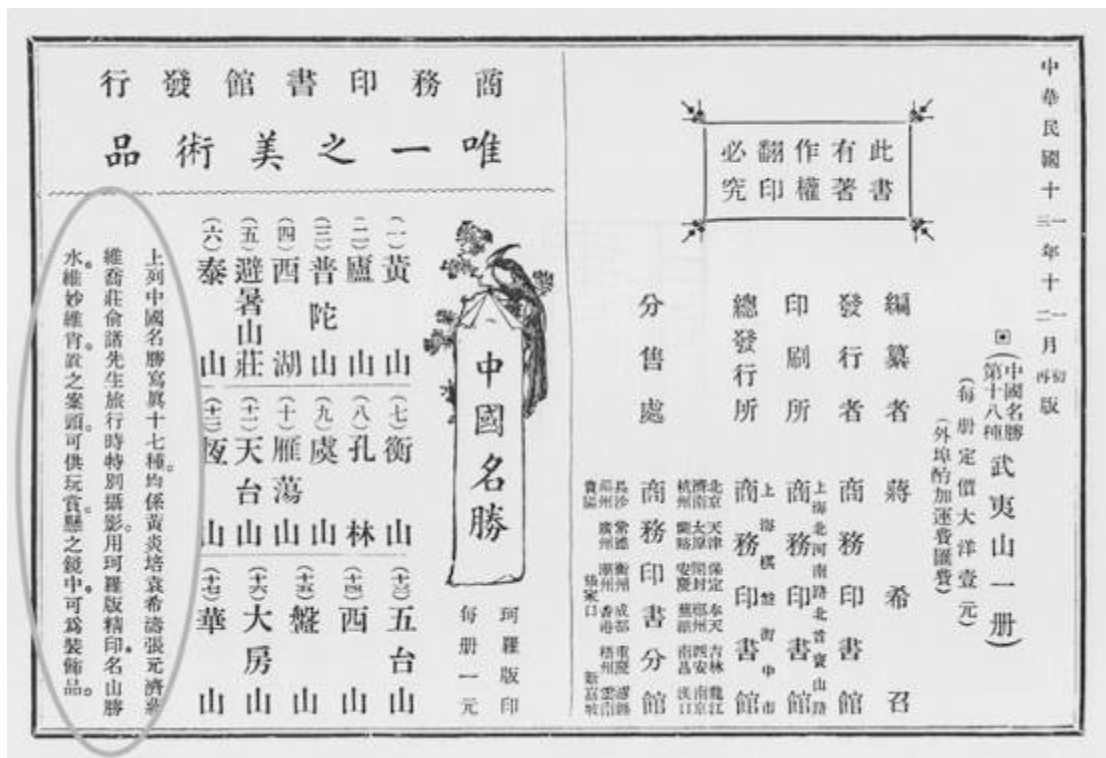 中華民國十一年十一月初版
三二再
回(中國名勝第十八種武夷山一册)
(每册定價大洋壹元)
(外埠酌加運費匯費)
此書有著作權翻印必究
編纂者 蔣希召
發行者 商務印書館
印刷所 上海北河南路北首寶山路 商務印書館
總發行所 上海棋盤街中市 商務印書館
分售處 商務印書分館
北京 天津 保定 奉天 吉林 龍江
濟南 太原 開封 鄭州 西安 南京
杭州 蘭谿 安慶 蕪湖 南昌 漢口
長沙 常德 衡州 成都 重慶 瀘縣
福州 廣州 潮州 香港 梧州 雲南
貴陽 張家口 新嘉坡
商務印書館發行
唯一之美術品
中國名勝
珂羅版印
每册一元
(一)黃山
(二)廬山
(三)普陀山
(四)西湖
(五)避暑山莊
(六)泰山
(七)衡山
(八)孔林
(九)虞山
(十)雁蕩山
(十一)天台山
(十二)恆山
(十三)五台山
(十四)西山
(十五)盤山
(十六)大房山
(十七)華山
上列中國名勝寫眞十七種。均係黃炎培袁希濤張元濟蔣
維喬莊俞諸先生旅行時特別攝影。用珂羅版精印。名山勝
水。維妙維肖。置之案頭。可供玩賞。懸之鏡中。可爲裝飾品。